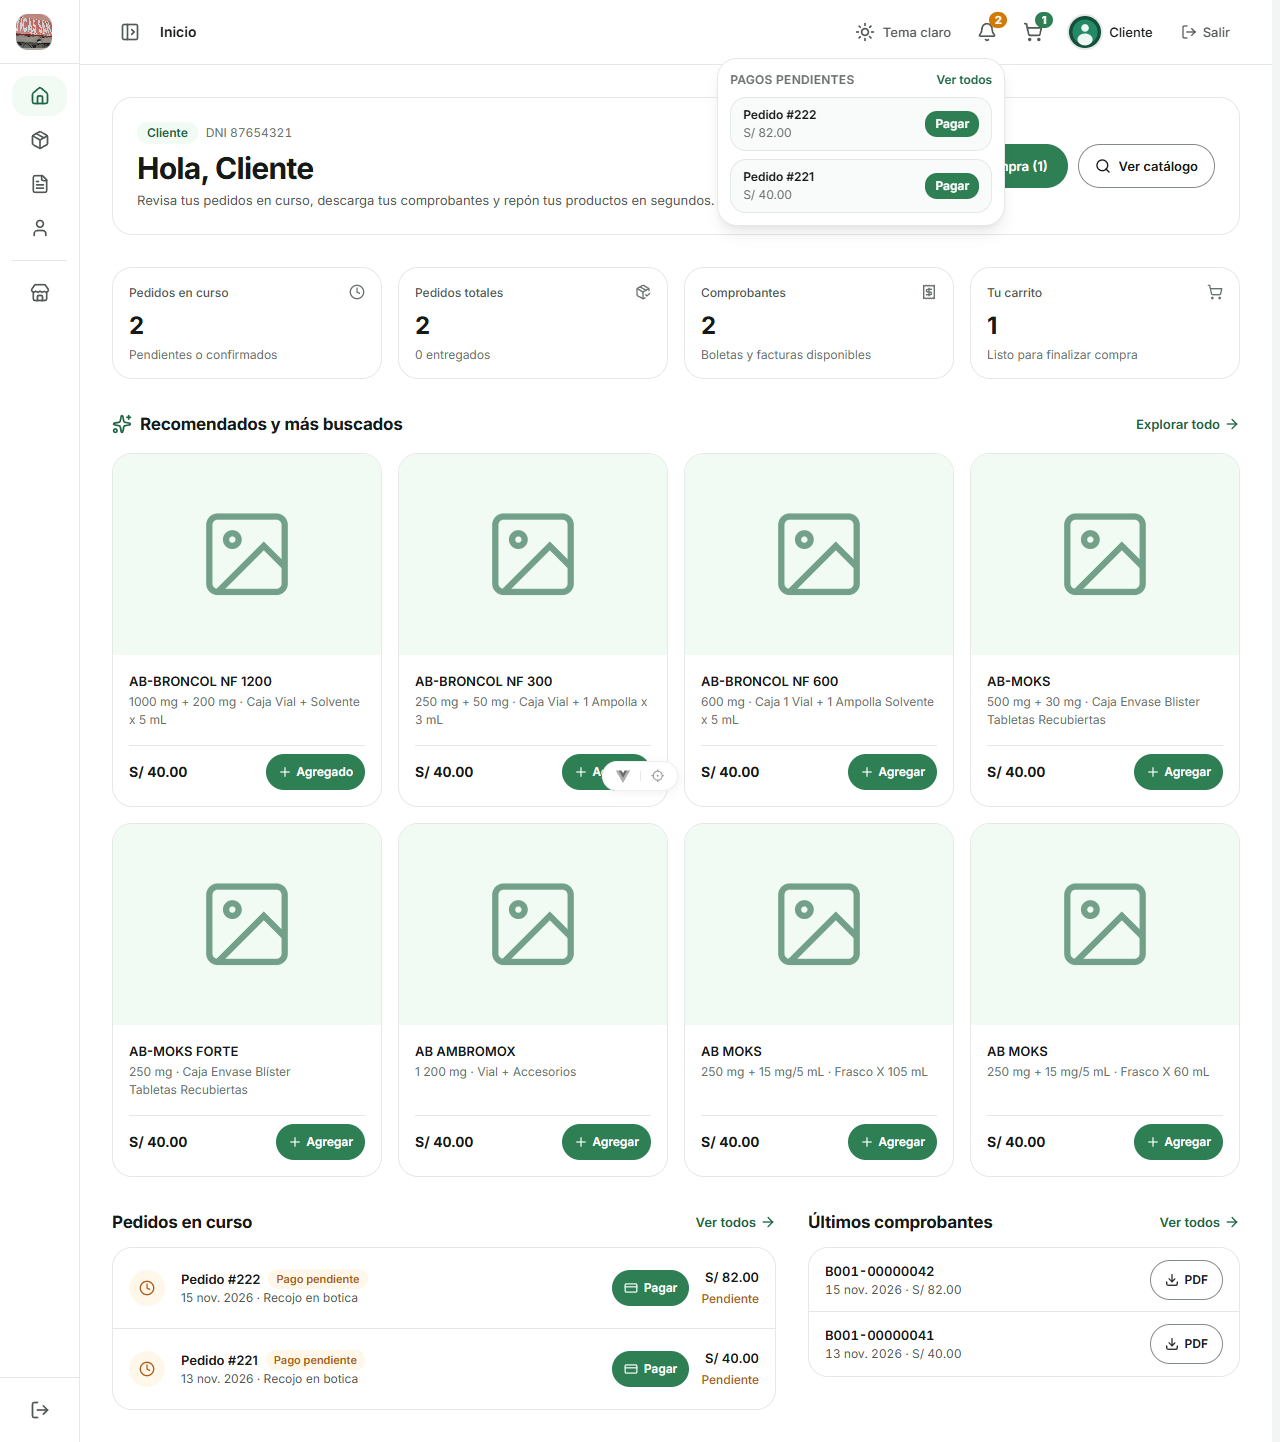 Inicio
Tema claro
2
1
Cliente
Salir
PAGOS PENDIENTES
Ver todos
Pedido #222
S/ 82.00
Pagar
Pedido #221
S/ 40.00
Pagar
Cliente
DNI 87654321
Hola, Cliente
Revisa tus pedidos en curso, descarga tus comprobantes y repón tus productos en segundos.
(1)
Ver catálogo
Pedidos en curso
2
Pendientes o confirmados
Pedidos totales
2
0 entregados
Comprobantes
2
Boletas y facturas disponibles
Tu carrito
1
Listo para finalizar compra
Recomendados y más buscados
Explorar todo
AB-BRONCOL NF 1200
1000 mg + 200 mg · Caja Vial + Solvente
x 5 mL
S/ 40.00
Agregado
AB-BRONCOL NF 300
250 mg + 50 mg · Caja Vial + 1 Ampolla x
3 mL
S/ 40.00
AB-BRONCOL NF 600
600 mg · Caja 1 Vial + 1 Ampolla Solvente
x 5 mL
S/ 40.00
Agregar
AB-MOKS
500 mg + 30 mg · Caja Envase Blister
Tabletas Recubiertas
S/ 40.00
Agregar
AB-MOKS FORTE
250 mg · Caja Envase Blíster
Tabletas Recubiertas
S/ 40.00
Agregar
AB AMBROMOX
1 200 mg · Vial + Accesorios
S/ 40.00
Agregar
AB MOKS
250 mg + 15 mg/5 mL · Frasco X 105 mL
S/ 40.00
Agregar
AB MOKS
250 mg + 15 mg/5 mL · Frasco X 60 mL
S/ 40.00
Agregar
Pedidos en curso
Ver todos
Pedido #222
Pago pendiente
15 nov. 2026 · Recojo en botica
Pagar
S/ 82.00
Pendiente
Pedido #221
Pago pendiente
13 nov. 2026 · Recojo en botica
Pagar
S/ 40.00
Pendiente
Últimos comprobantes
Ver todos
B001-00000042
15 nov. 2026 · S/ 82.00
PDF
B001-00000041
13 nov. 2026 · S/ 40.00
PDF